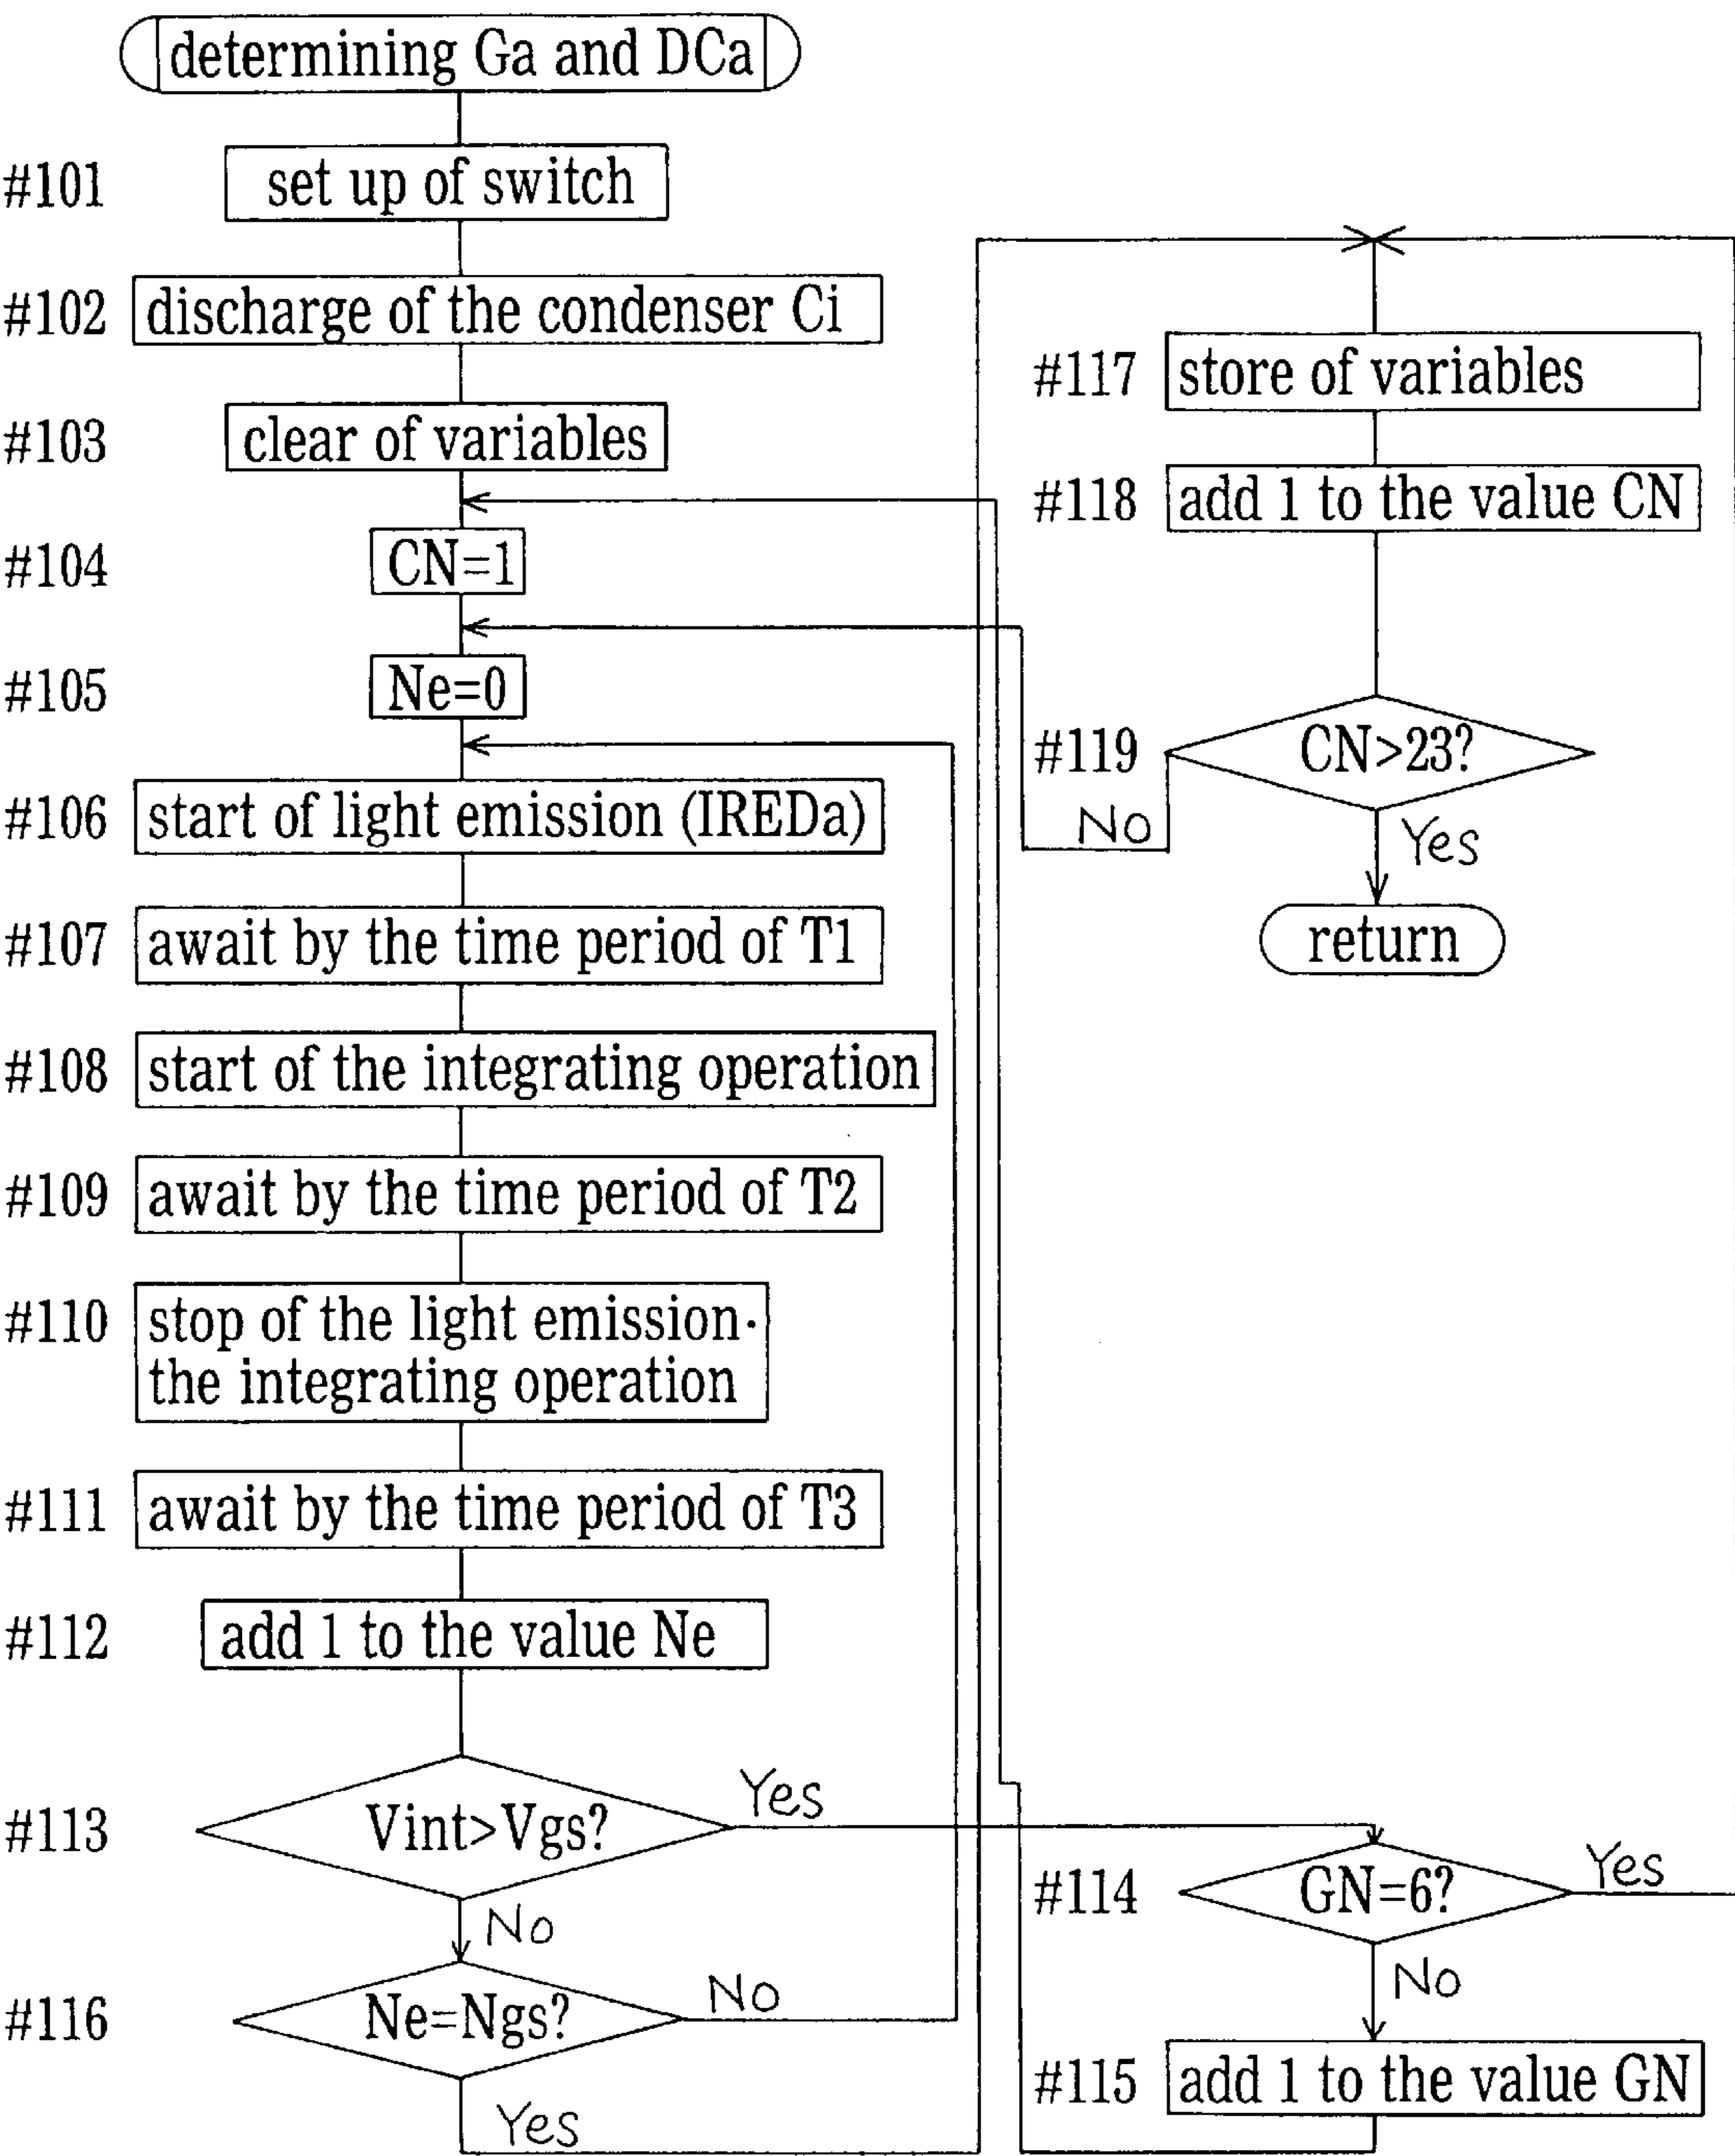 determining Ga and DCa
#101 set up of switch
#102 discharge of the condenser Ci
#103 clear of variables
#104 CN=1
#105 Ne=0
#106 start of light emission (IREDa)
#107 await by the time period of T1
#108 start of the integrating operation
#109 await by the time period of T2
#110 stop of the light emission·
the integrating operation
#111 await by the time period of T3
#112 add 1 to the value Ne
#113 Vint>Vgs?
Yes
No
#116 Ne=Ngs?
No
Yes
#114 GN=6?
Yes
No
#115 add 1 to the value GN
#117 store of variables
#118 add 1 to the value CN
#119 CN>23?
No
Yes
return